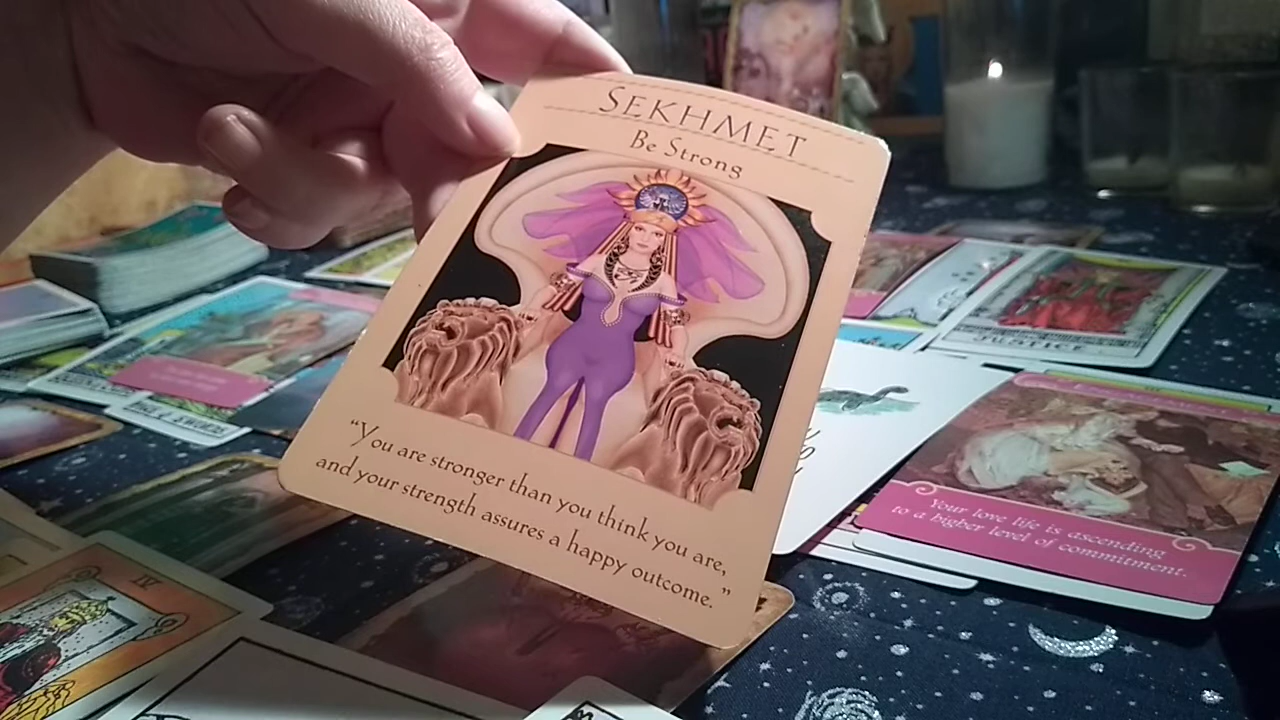 SEKHMET
Be Strong
"You are stronger than you think you are,
and your strength assures a happy outcome."
JUSTICE
Your love life is ascending
to a higher level of commitment.
IV